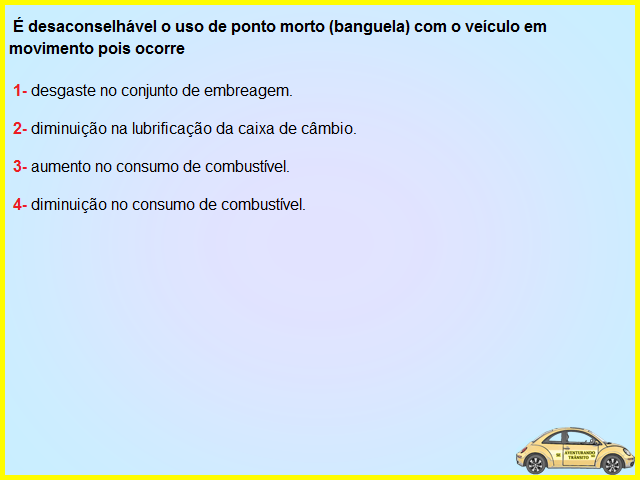 É desaconselhável o uso de ponto morto (banguela) com o veículo em
movimento pois ocorre
1- desgaste no conjunto de embreagem.
2- diminuição na lubrificação da caixa de câmbio.
3- aumento no consumo de combustível.
4- diminuição no consumo de combustível.
AVENTURANDO
TRÂNSITO